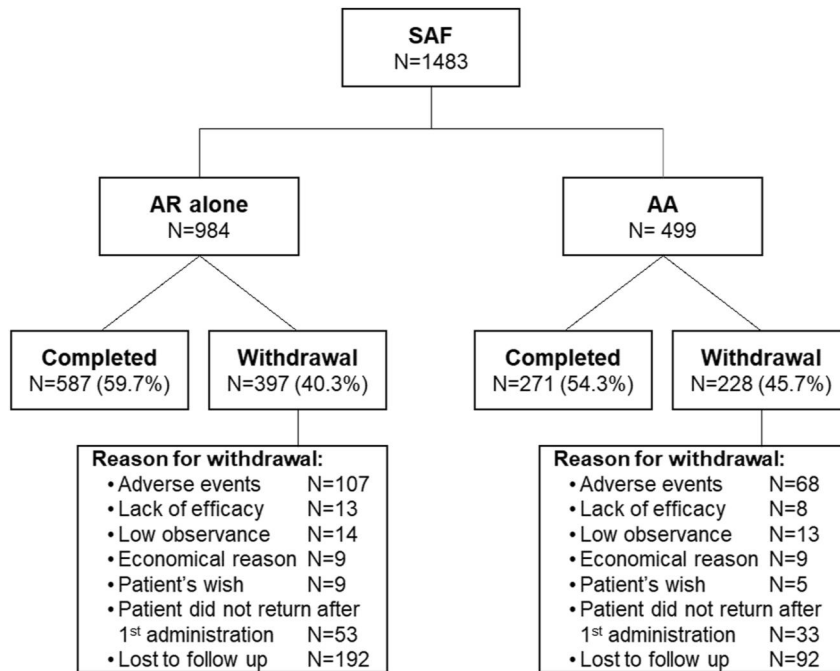 SAF
N=1483
AR alone
N=984
AA
N= 499
Completed
N=587 (59.7%)
Withdrawal
N=397 (40.3%)
Completed
N=271 (54.3%)
Withdrawal
N=228 (45.7%)
Reason for withdrawal:
• Adverse events N=107
• Lack of efficacy N=13
• Low observance N=14
• Economical reason N=9
• Patient's wish N=9
• Patient did not return after
1st administration N=53
• Lost to follow up N=192
Reason for withdrawal:
• Adverse events N=68
• Lack of efficacy N=8
• Low observance N=13
• Economical reason N=9
• Patient's wish N=5
• Patient did not return after
1st administration N=33
• Lost to follow up N=92